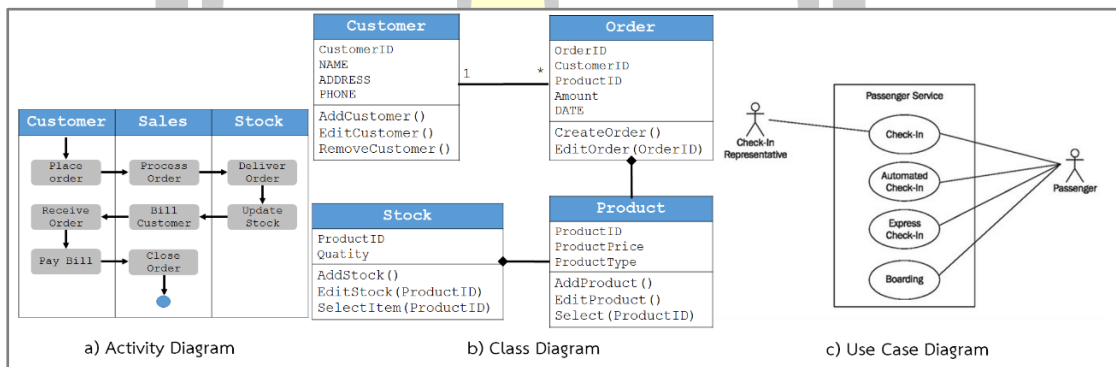 Customer Sales Stock
Place
order
Process
Order
Deliver
Order
Receive
Order
Bill
Customer
Update
Stock
Pay Bill
Close
Order
a) Activity Diagram
Customer
CustomerID
NAME
ADDRESS
PHONE
AddCustomer()
EditCustomer()
RemoveCustomer()
1 *
Order
OrderID
CustomerID
ProductID
Amount
DATE
CreateOrder()
EditOrder(OrderID)
Stock
ProductID
Quatity
AddStock()
EditStock(ProductID)
SelectItem(ProductID)
Product
ProductID
ProductPrice
ProductType
AddProduct()
EditProduct()
Select(ProductID)
b) Class Diagram
Passenger Service
Check-In
Representative
Check-In
Automated
Check-In
Express
Check-In
Boarding
Passenger
c) Use Case Diagram